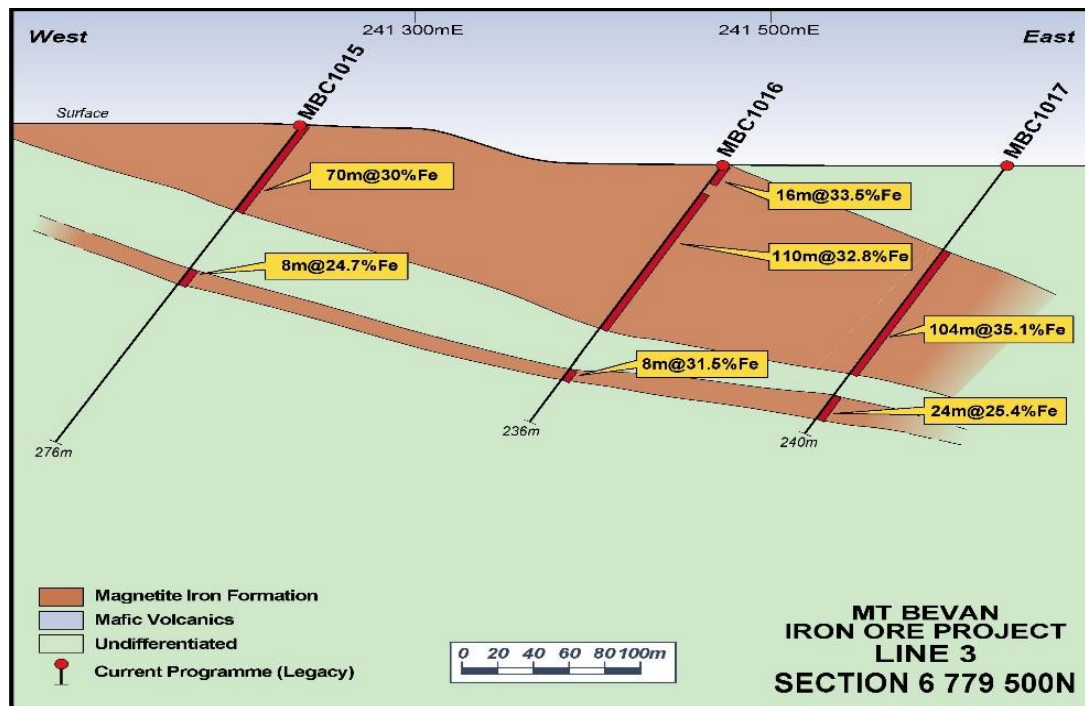 West
241 300mE
241 500mE
East
Surface
MBC1015
MBC1016
MBC1017
70m@30%Fe
16m@33.5%Fe
110m@32.8%Fe
8m@24.7%Fe
104m@35.1%Fe
8m@31.5%Fe
24m@25.4%Fe
276m
236m
240m
Magnetite Iron Formation
Mafic Volcanics
Undifferentiated
Current Programme (Legacy)
0 20 40 60 80 100m
MT BEVAN
IRON ORE PROJECT
LINE 3
SECTION 6 779 500N